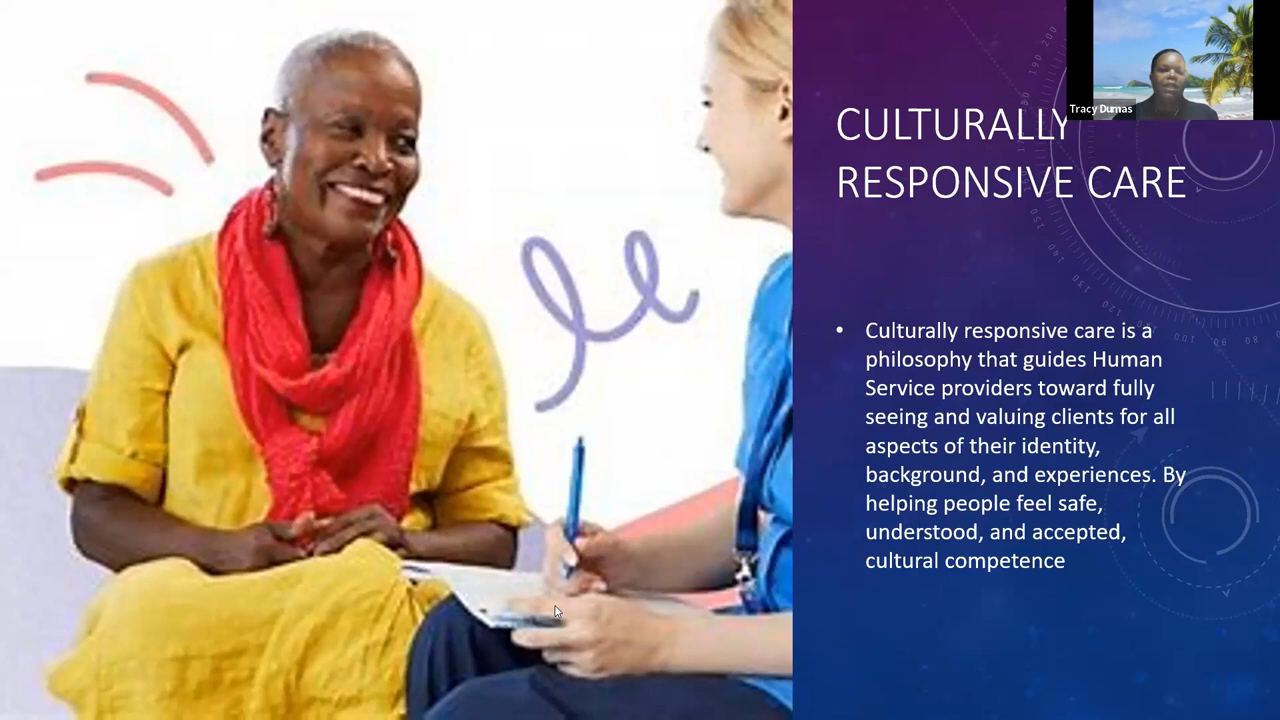 Tracy Dumas
CULTURALLY
RESPONSIVE CARE
• Culturally responsive care is a
philosophy that guides Human
Service providers toward fully
seeing and valuing clients for all
aspects of their identity,
background, and experiences. By
helping people feel safe,
understood, and accepted,
cultural competence